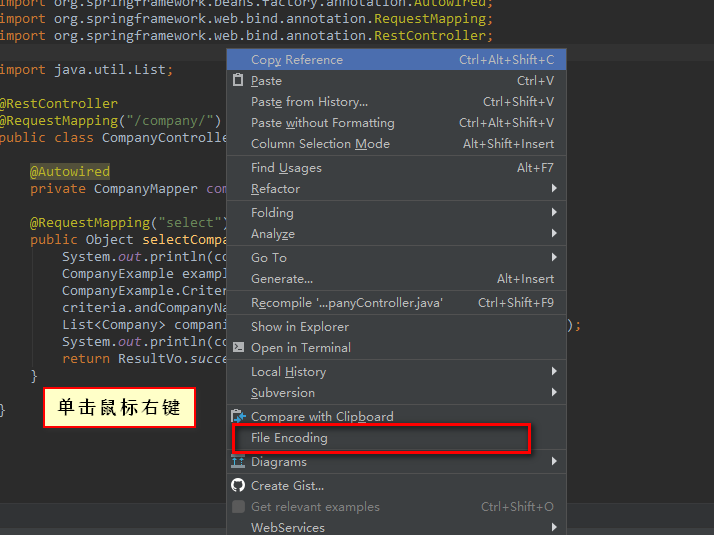 import org.springframework.beans.factory.annotation.Autowired;
import org.springframework.web.bind.annotation.RequestMapping;
import org.springframework.web.bind.annotation.RestController;
import java.util.List;
@RestController
@RequestMapping("/company/")
public class CompanyController
@Autowired
private CompanyMapper com
@RequestMapping("select")
public Object selectCompa
System.out.println(co
CompanyExample exampl
CompanyExample.Criter
criteria.andCompanyNa
List<Company> compani );
System.out.println(co
return ResultVo.succe
}
}
单击鼠标右键
Copy Reference Ctrl+Alt+Shift+C
Paste Ctrl+V
Paste from History... Ctrl+Shift+V
Paste without Formatting Ctrl+Alt+Shift+V
Column Selection Mode Alt+Shift+Insert
Find Usages Alt+F7
Refactor
Folding
Analyze
Go To
Generate... Alt+Insert
Recompile '...panyController.java' Ctrl+Shift+F9
Show in Explorer
Open in Terminal
Local History
Subversion
Compare with Clipboard
File Encoding
Diagrams
Create Gist...
Get relevant examples Ctrl+Shift+O
WebServices